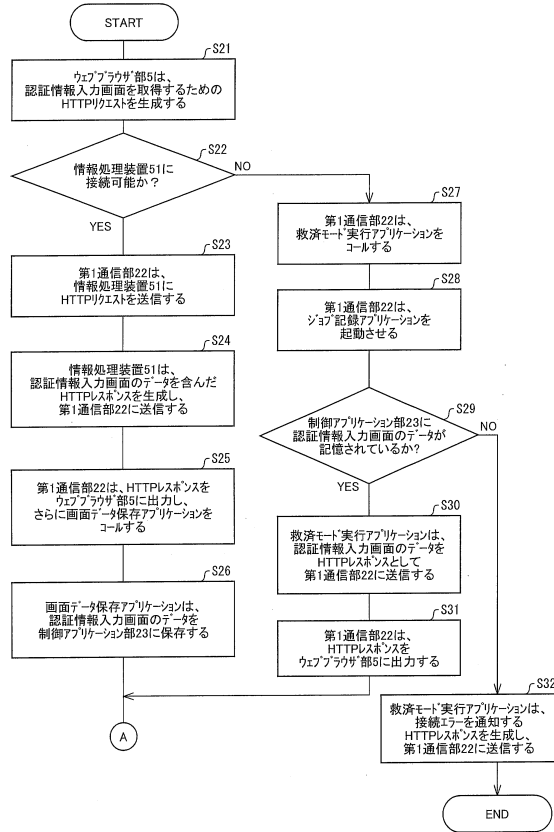 START
S21
ウェブブラウザ部5は、
認証情報入力画面を取得するための
HTTPリクエストを生成する
S22
情報処理装置51に
接続可能か？
NO
YES
S23
第1通信部22は、
情報処理装置51に
HTTPリクエストを送信する
S24
情報処理装置51は、
認証情報入力画面のデータを含んだ
HTTPレスポンスを生成し、
第1通信部22に送信する
S25
第1通信部22は、HTTPレスポンスを
ウェブブラウザ部5に出力し、
さらに画面データ保存アプリケーションを
コールする
S26
画面データ保存アプリケーションは、
認証情報入力画面のデータを
制御アプリケーション部23に保存する
A
S27
第1通信部22は、
救済モード実行アプリケーションを
コールする
S28
第1通信部22は、
ジョブ記録アプリケーションを
起動させる
S29
制御アプリケーション部23に
認証情報入力画面のデータが
記憶されているか?
NO
YES
S30
救済モード実行アプリケーションは、
認証情報入力画面のデータを
HTTPレスポンスとして
第1通信部22に送信する
S31
第1通信部22は、
HTTPレスポンスを
ウェブブラウザ部5に出力する
S32
救済モード実行アプリケーションは、
接続エラーを通知する
HTTPレスポンスを生成し、
第1通信部22に送信する
END